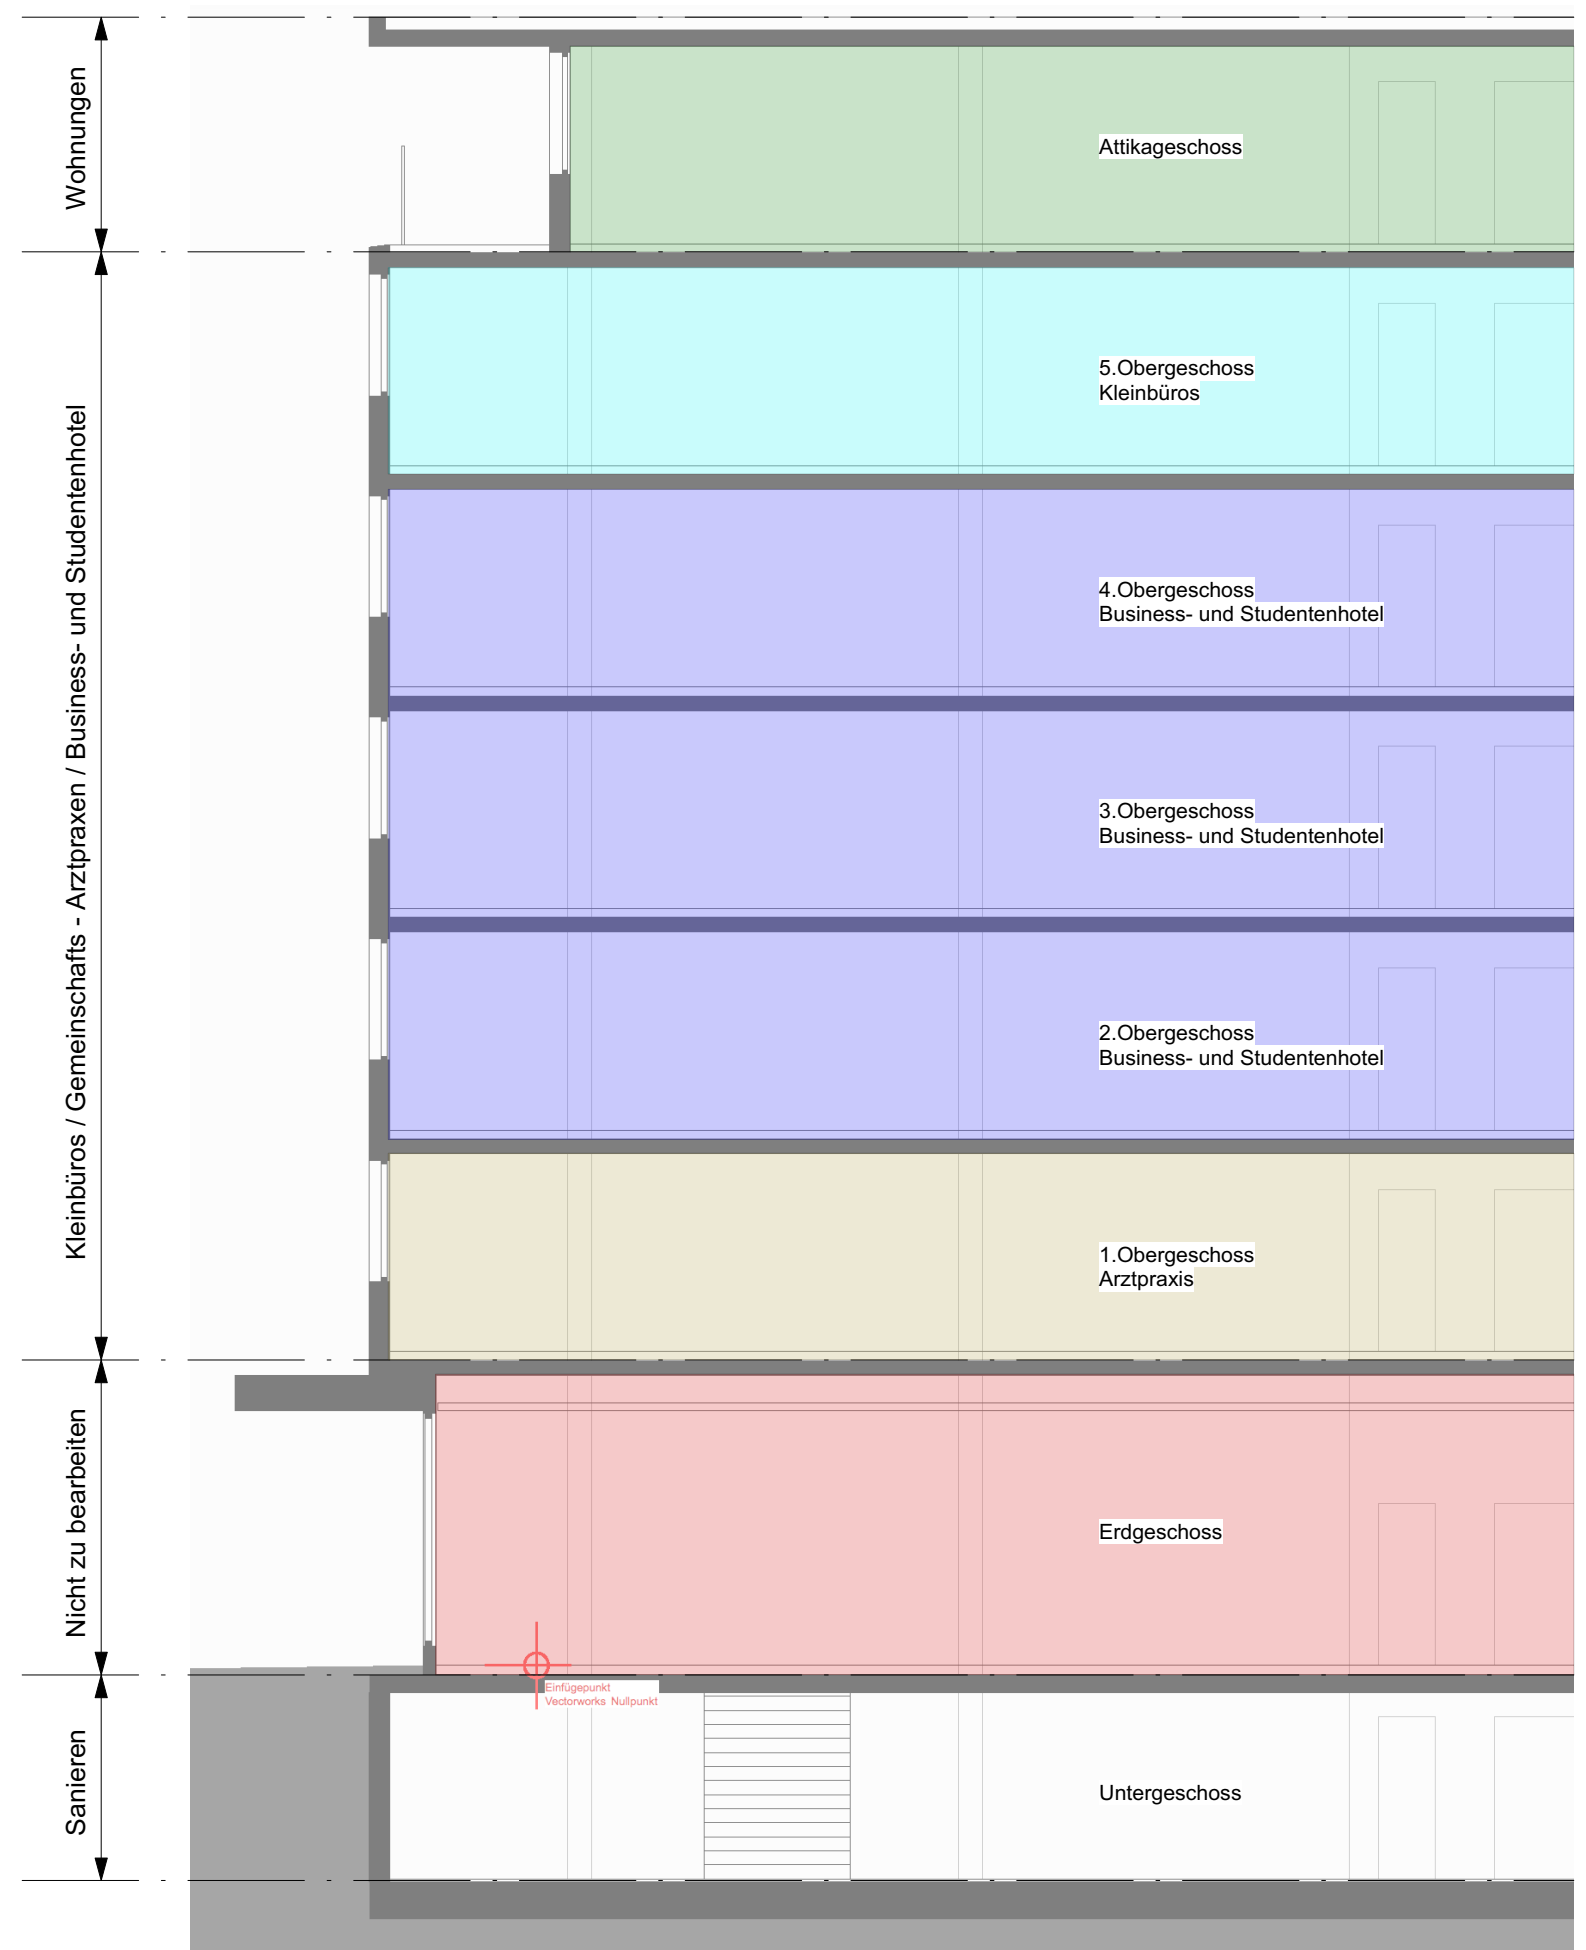 Wohnungen
Attikageschoss
5.Obergeschoss
Kleinbüros
Kleinbüros / Gemeinschafts - Arztpraxen / Business- und Studentenhotel
4.Obergeschoss
Business- und Studentenhotel
3.Obergeschoss
Business- und Studentenhotel
2.Obergeschoss
Business- und Studentenhotel
1.Obergeschoss
Arztpraxis
Nicht zu bearbeiten
Erdgeschoss
Einfügepunkt
Vectorworks Nullpunkt
Sanieren
Untergeschoss